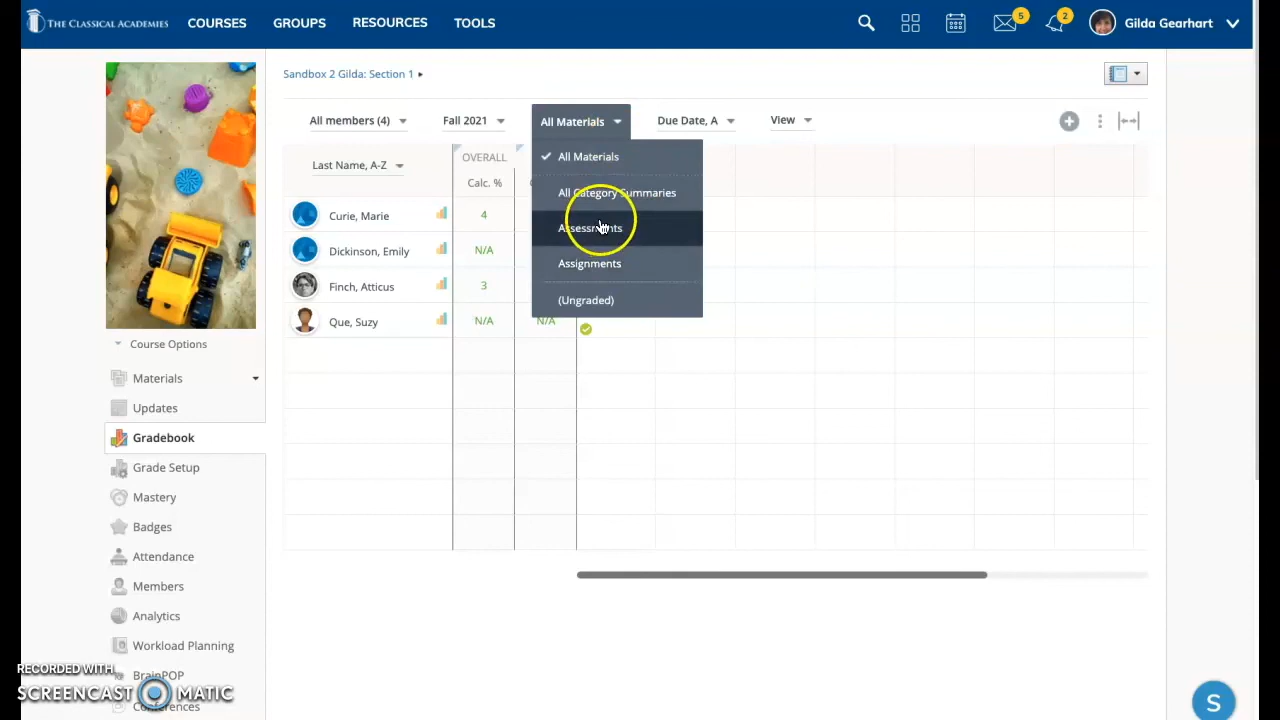 THE CLASSICAL ACADEMIES COURSES GROUPS RESOURCES TOOLS 5 2 Gilda Gearhart
Sandbox 2 Gilda: Section 1
All members (4) Fall 2021 All Materials Due Date, A View
Last Name, A-Z OVERALL
Calc. %
Curie, Marie 4
Dickinson, Emily N/A
Finch, Atticus 3
Que, Suzy N/A N/A
All Materials
All Category Summaries
Assessments
Assignments
(Ungraded)
Course Options
Materials
Updates
Gradebook
Grade Setup
Mastery
Badges
Attendance
Members
Analytics
Workload Planning
BrainPOP
Conferences
RECORDED WITH
SCREENCAST MATIC
S